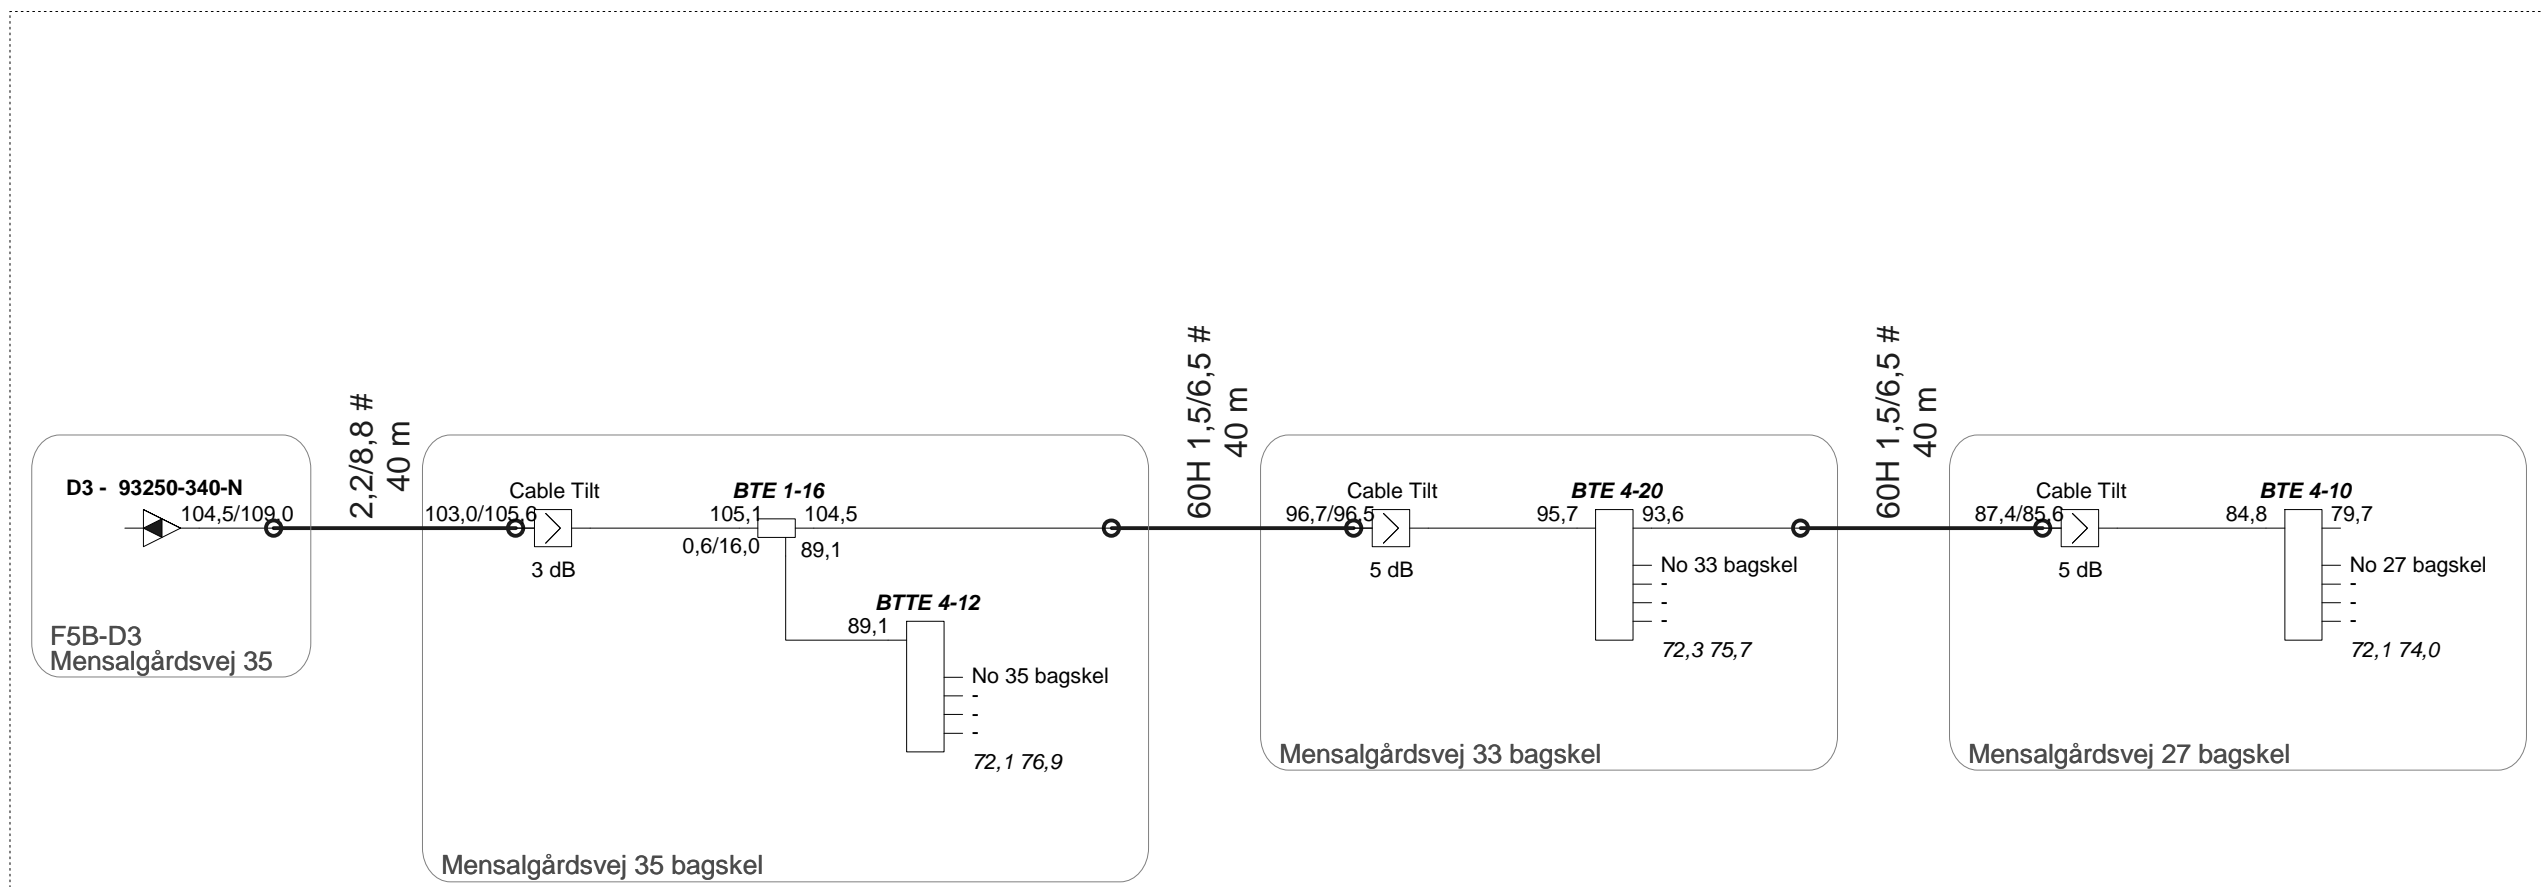 D3 -  93250-340-N
104,5/109,0
F5B-D3
Mensalgårdsvej 35
2,2/8,8 #
40 m
103,0/105,6
Cable Tilt
3 dB
BTE 1-16
105,1
104,5
0,6/16,0
89,1
BTTE 4-12
89,1
No 35 bagskel
-
-
-
72,1 76,9
Mensalgårdsvej 35 bagskel
60H 1,5/6,5 #
40 m
96,7/96,5
Cable Tilt
5 dB
BTE 4-20
95,7
93,6
No 33 bagskel
-
-
-
72,3 75,7
Mensalgårdsvej 33 bagskel
60H 1,5/6,5 #
40 m
87,4/85,6
Cable Tilt
5 dB
BTE 4-10
84,8
79,7
No 27 bagskel
-
-
-
72,1 74,0
Mensalgårdsvej 27 bagskel